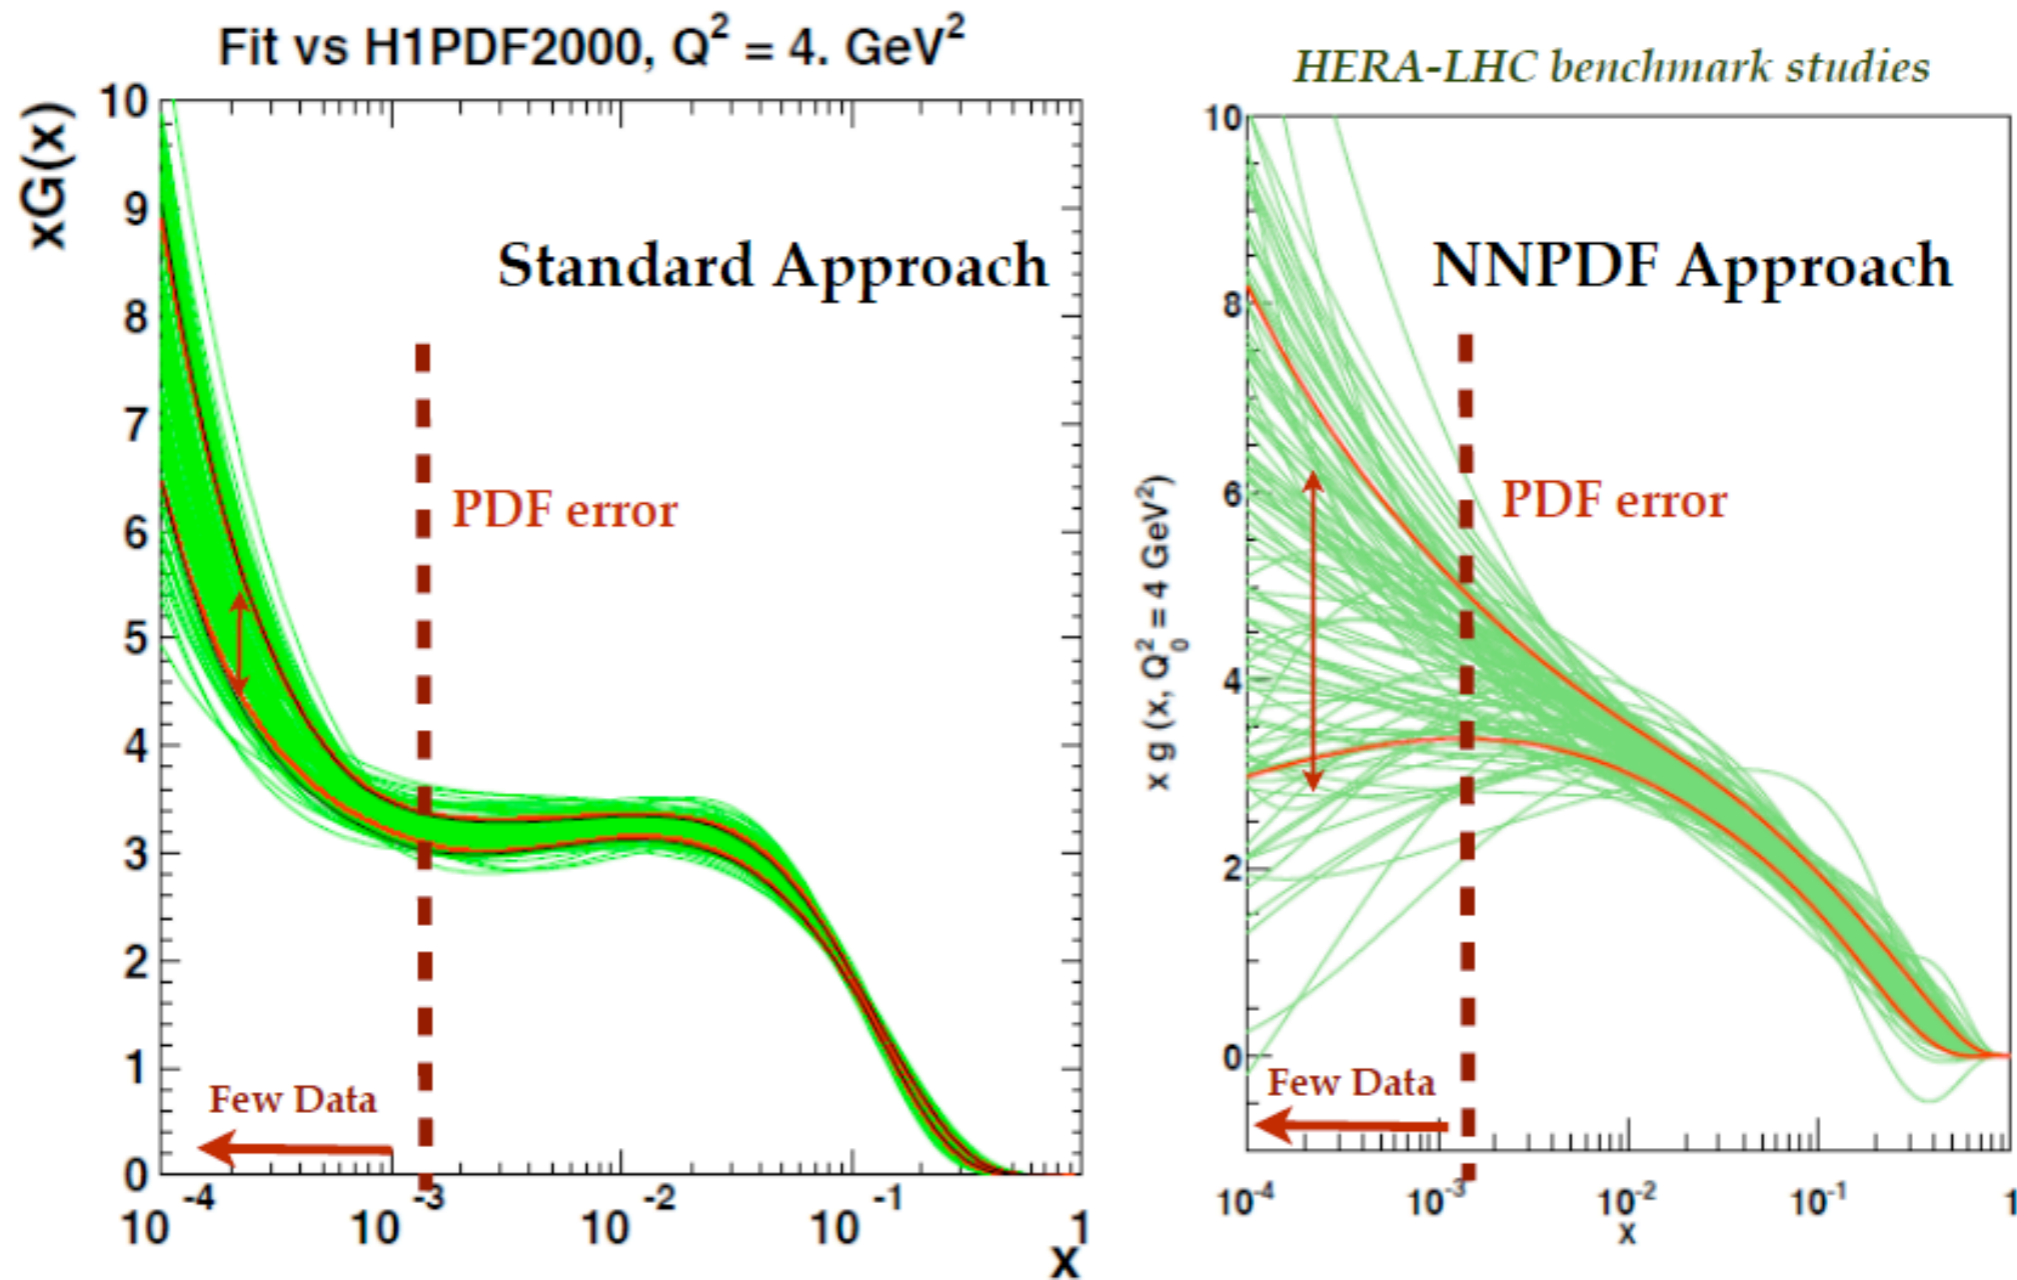 Fit vs H1PDF2000, Q² = 4. GeV²
xG(x)
10
9
8
7
6
5
4
3
2
1
0
Standard Approach
PDF error
Few Data
10⁻⁴ 10⁻³ 10⁻² 10⁻¹ 1
x
HERA-LHC benchmark studies
x g (x, Q₀² = 4 GeV²)
10
8
6
4
2
0
NNPDF Approach
PDF error
Few Data
10⁻⁴ 10⁻³ 10⁻² 10⁻¹ 1
x